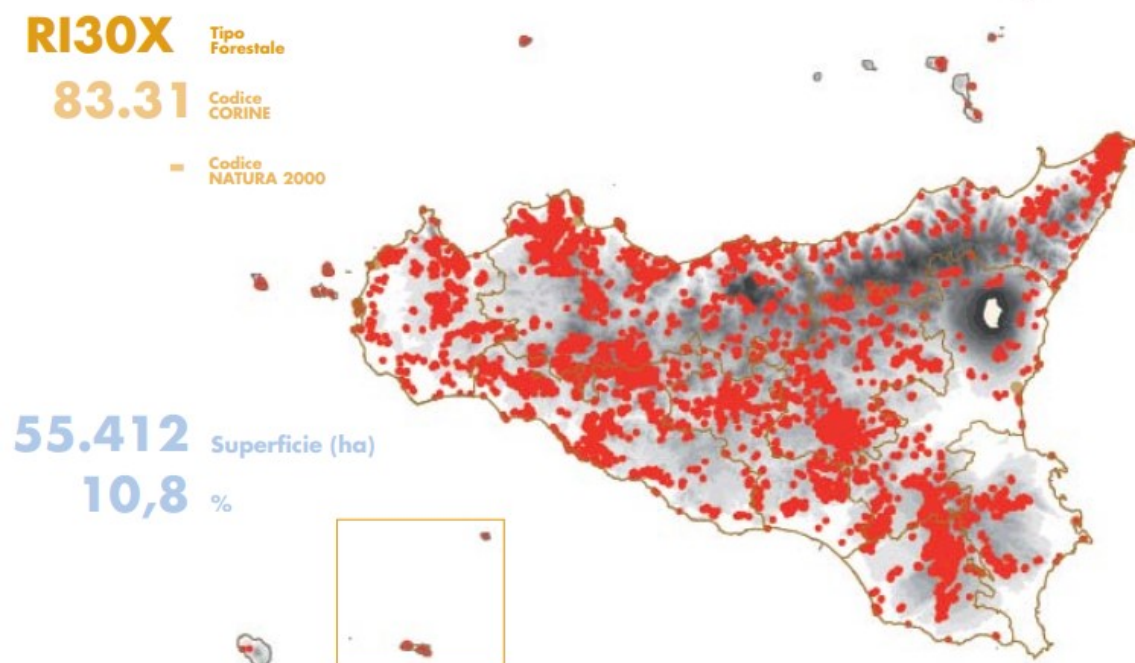 RI30X Tipo
Forestale
83.31 Codice
CORINE
- Codice
NATURA 2000
55.412 Superficie (ha)
10,8 %